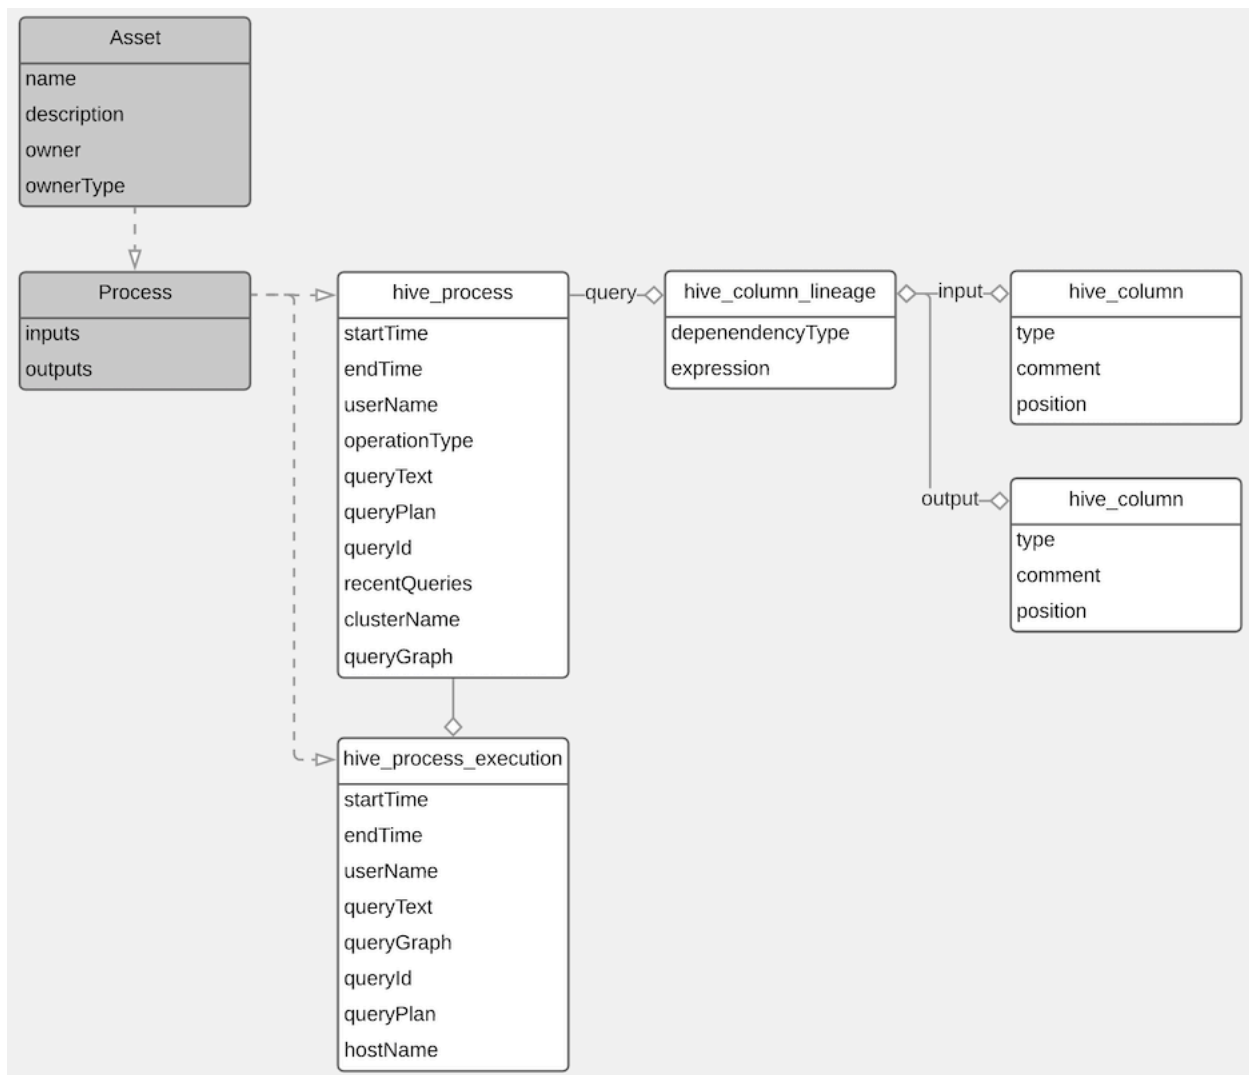 Asset
name
description
owner
ownerType
Process
inputs
outputs
hive_process
startTime
endTime
userName
operationType
queryText
queryPlan
queryId
recentQueries
clusterName
queryGraph
query
hive_column_lineage
depenendencyType
expression
input
hive_column
type
comment
position
output
hive_column
type
comment
position
hive_process_execution
startTime
endTime
userName
queryText
queryGraph
queryId
queryPlan
hostName